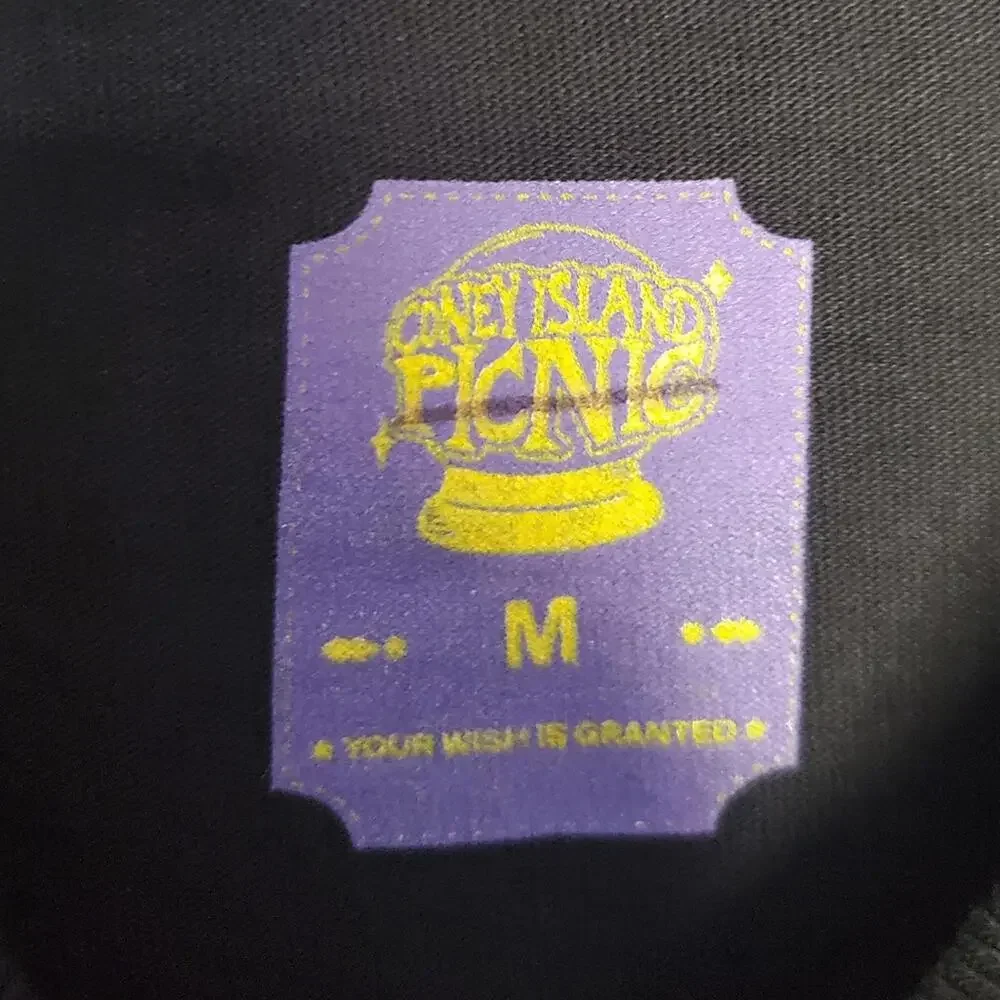 CONEY ISLAND
PICNIC
M
YOUR WISH IS GRANTED